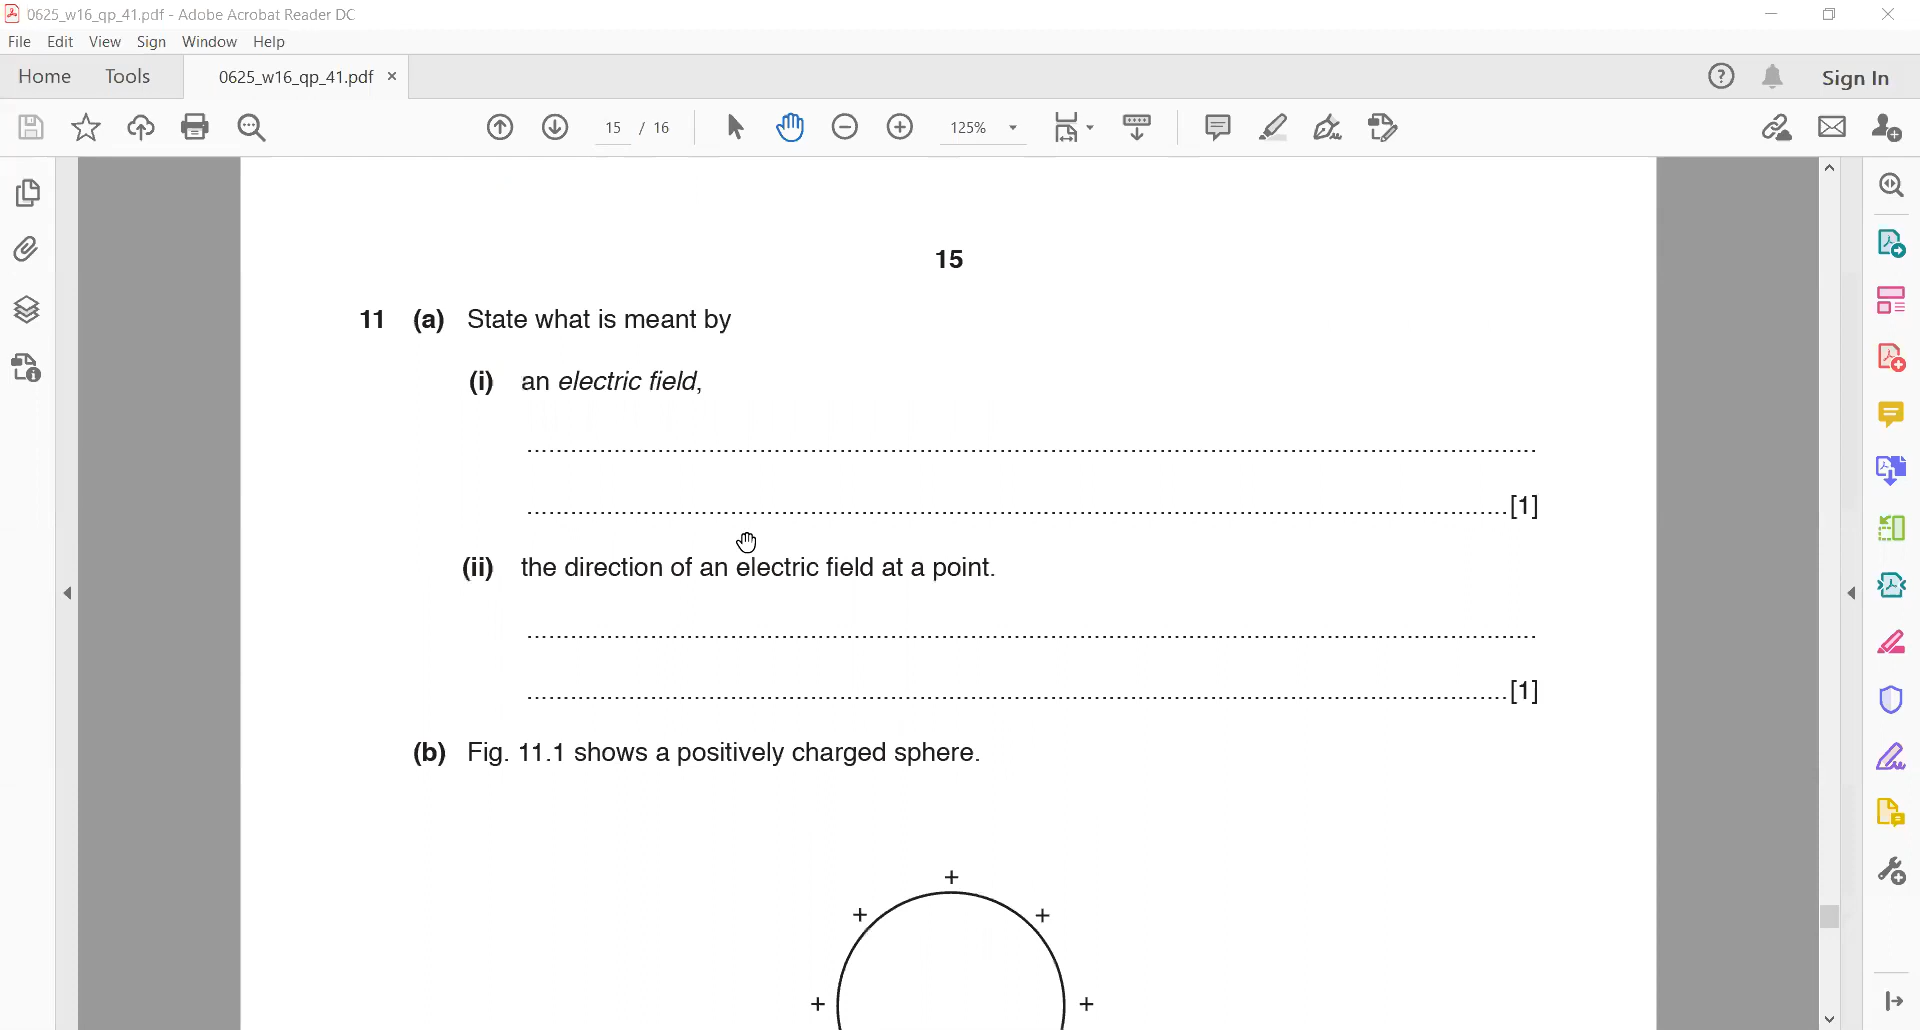 0625_w16_qp_41.pdf - Adobe Acrobat Reader DC
File Edit View Sign Window Help
Home Tools 0625_w16_qp_41.pdf × Sign In
15 / 16 125%
15
11 (a) State what is meant by
(i) an electric field,
[1]
(ii) the direction of an electric field at a point.
[1]
(b) Fig. 11.1 shows a positively charged sphere.
+
+ +
+ +